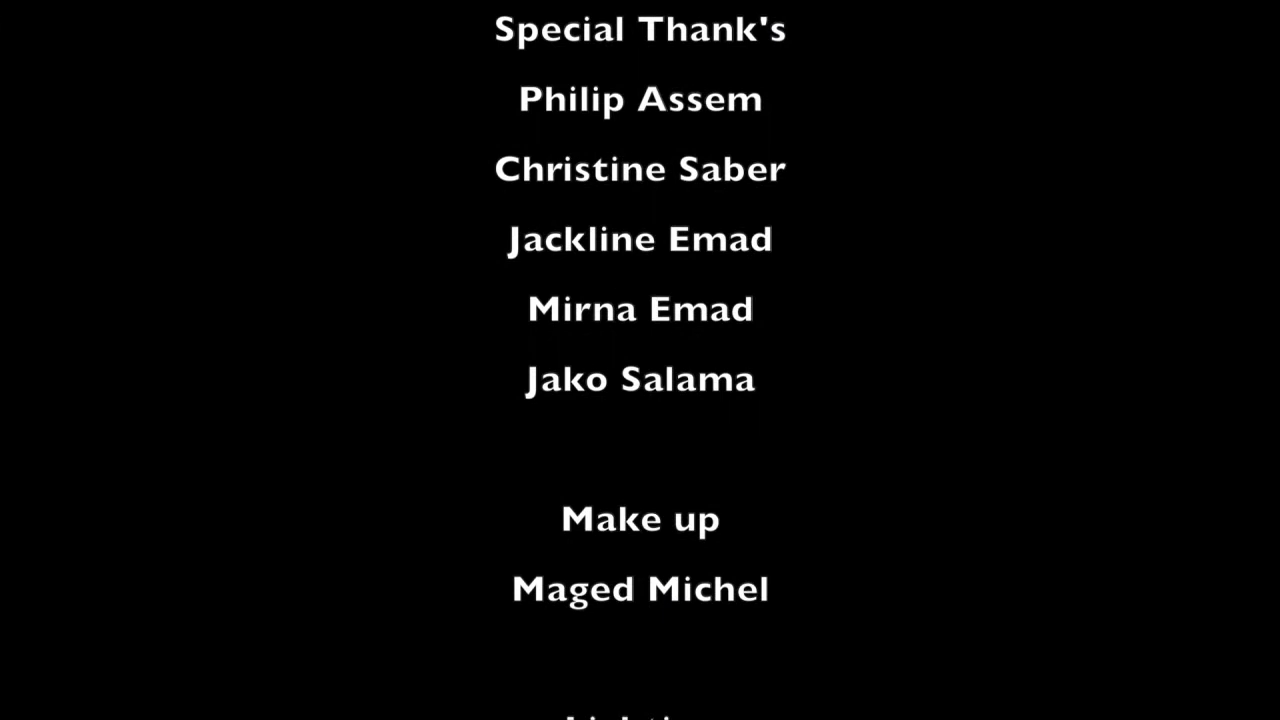 Special Thank's
Philip Assem
Christine Saber
Jackline Emad
Mirna Emad
Jako Salama
Make up
Maged Michel